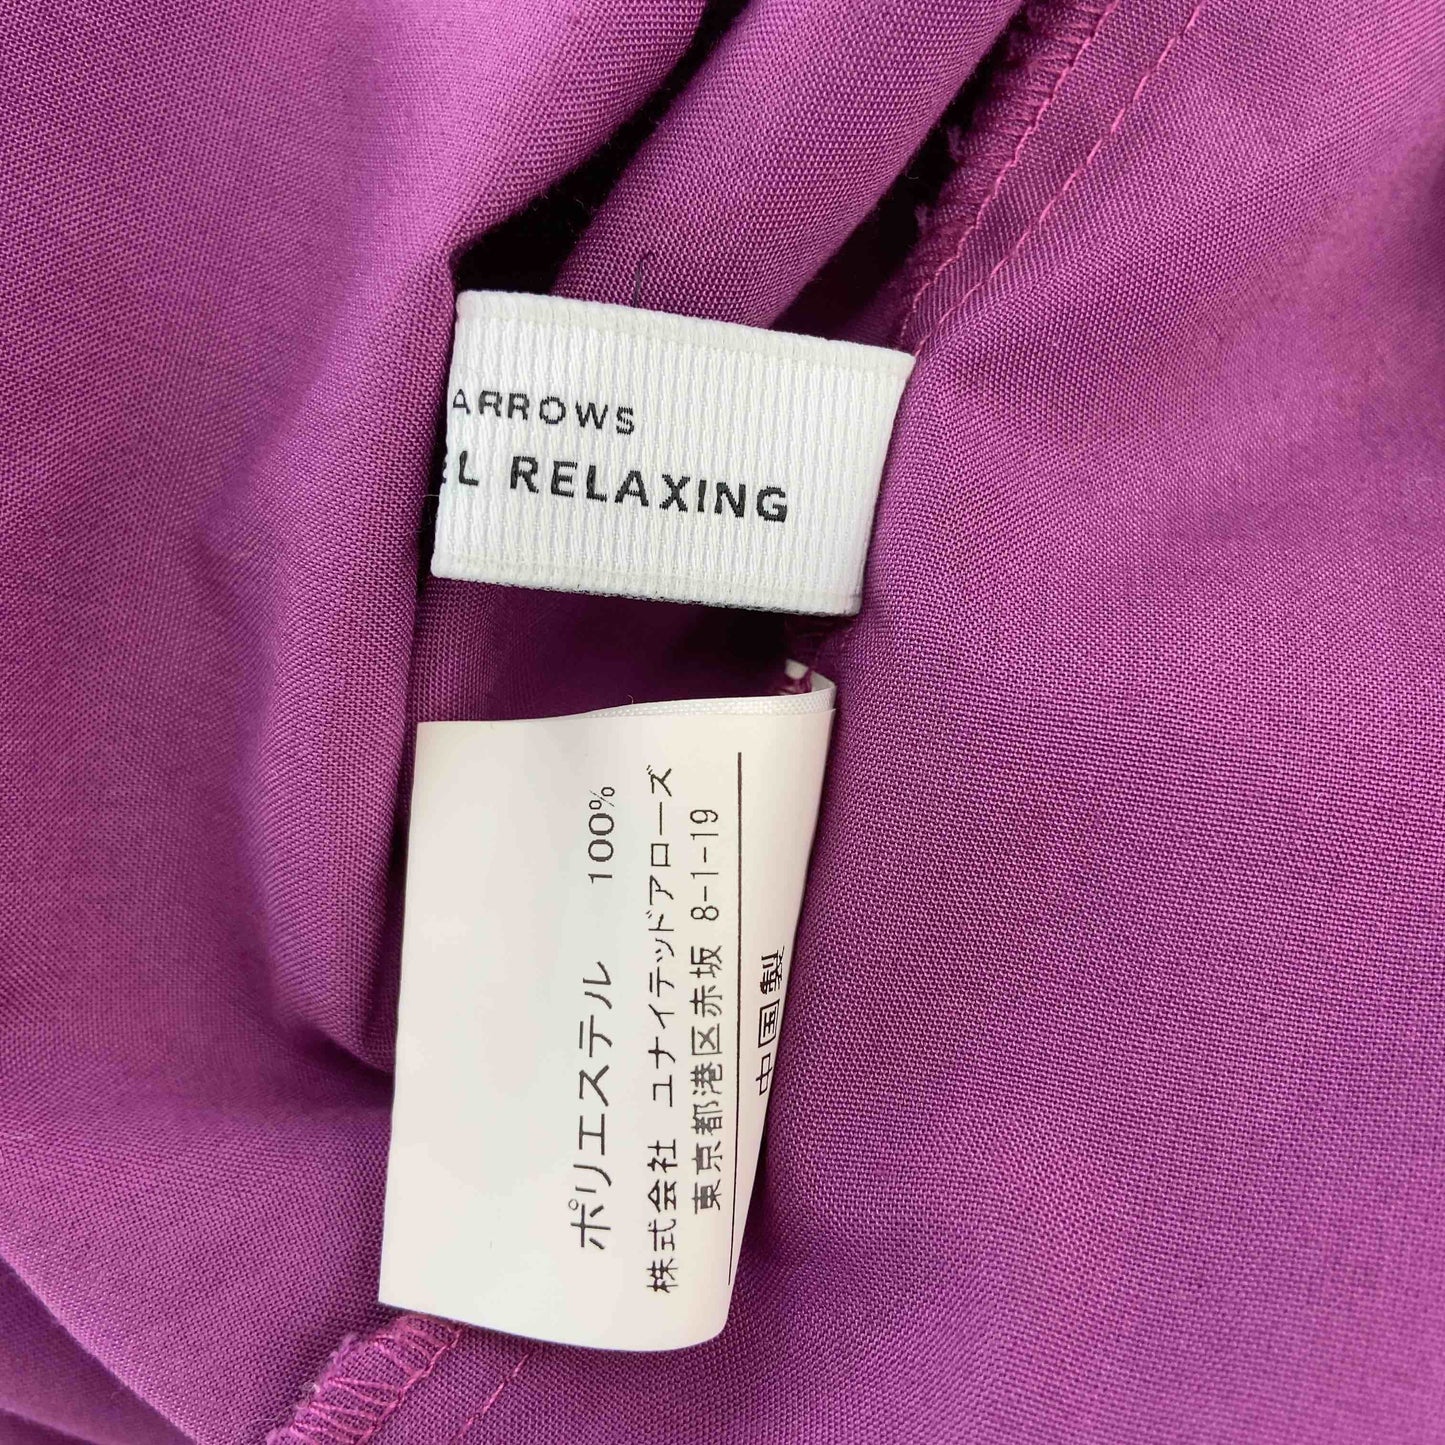 ARROWS
EL RELAXING
ポリエステル 100%
株式会社 ユナイテッドアローズ
東京都港区赤坂 8-1-19
中国製